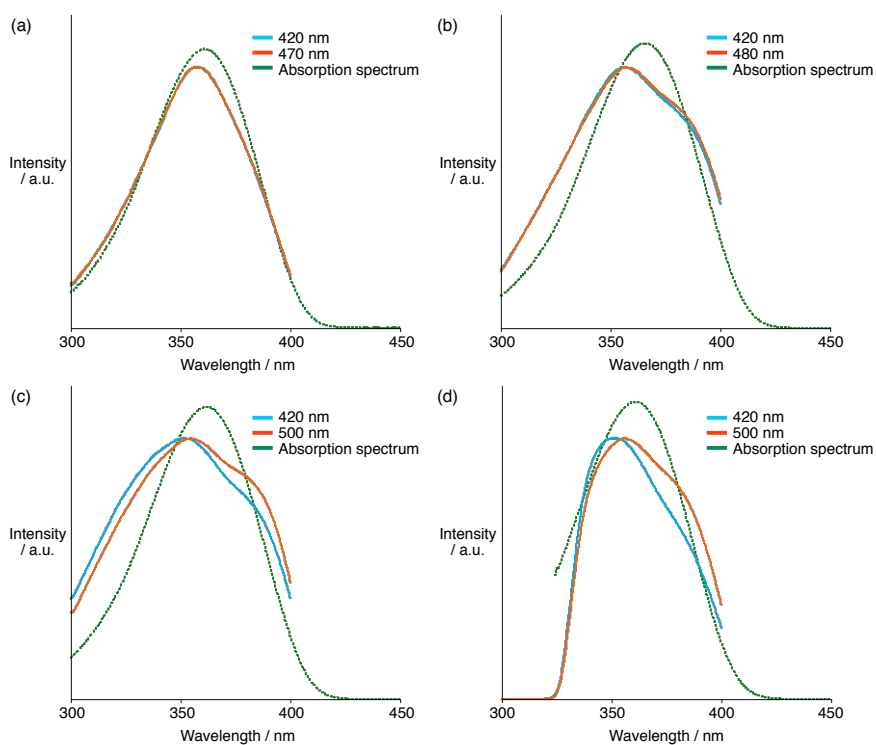 (a)
420 nm
470 nm
Absorption spectrum
Intensity
/ a.u.
300
350
400
450
Wavelength / nm
(b)
420 nm
480 nm
Absorption spectrum
Intensity
/ a.u.
300
350
400
450
Wavelength / nm
(c)
420 nm
500 nm
Absorption spectrum
Intensity
/ a.u.
300
350
400
450
Wavelength / nm
(d)
420 nm
500 nm
Absorption spectrum
Intensity
/ a.u.
300
350
400
450
Wavelength / nm